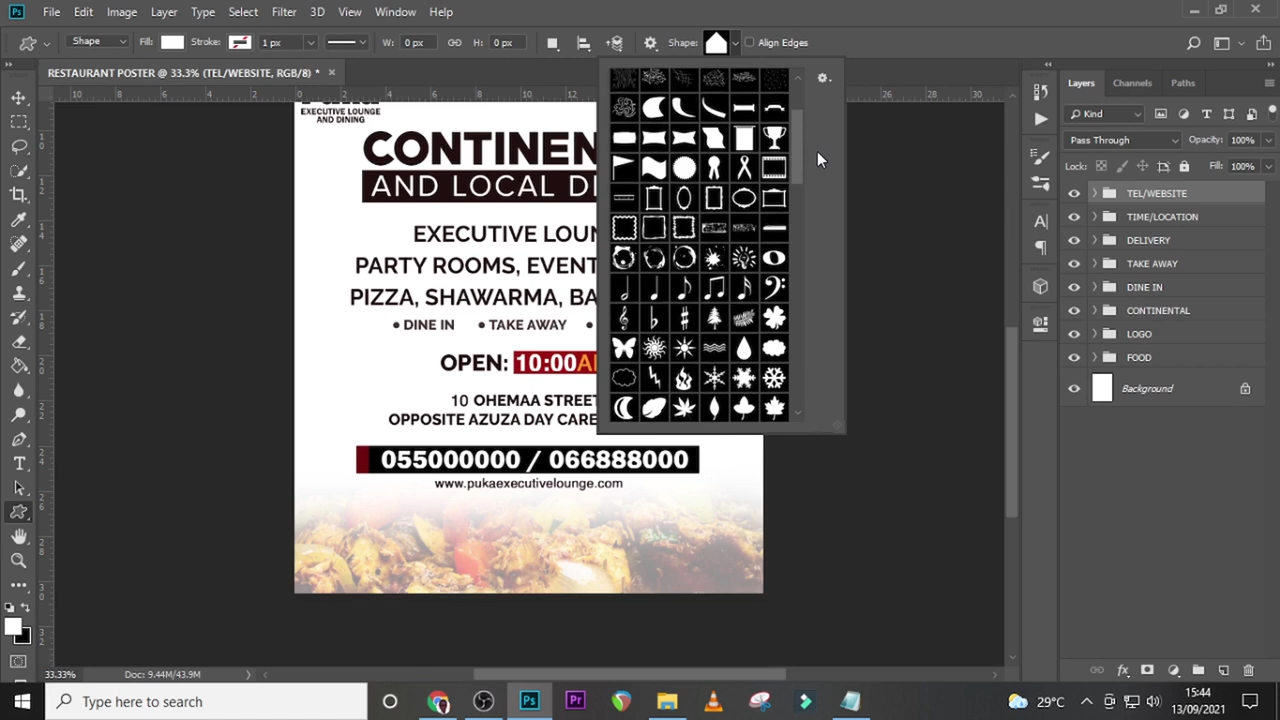 Ps File Edit Image Layer Type Select Filter 3D View Window Help
Shape Fill: Stroke: 1 px W: 0 px H: 0 px Shape: Align Edges
RESTAURANT POSTER @ 33.3% (TEL/WEBSITE, RGB/8) *
EXECUTIVE LOUNGE
AND DINING
CONTINEN
AND LOCAL DI
EXECUTIVE LOUN
PARTY ROOMS, EVENT
PIZZA, SHAWARMA, BA
• DINE IN • TAKE AWAY •
OPEN: 10:00A
10 OHEMAA STREET
OPPOSITE AZUZA DAY CARE
055000000 / 066888000
www.pukaexecutivelounge.com
Layers Channels Paths
Kind
Pass Through Opacity: 100%
Lock: Fill: 100%
TEL/WEBSITE
TIME/LOCATION
DELIVERY
TAKE AWAY
DINE IN
CONTINENTAL
LOGO
FOOD
Background
33.33% Doc: 9.44M/43.9M
Type here to search
29°C
15:44
13/09/2021